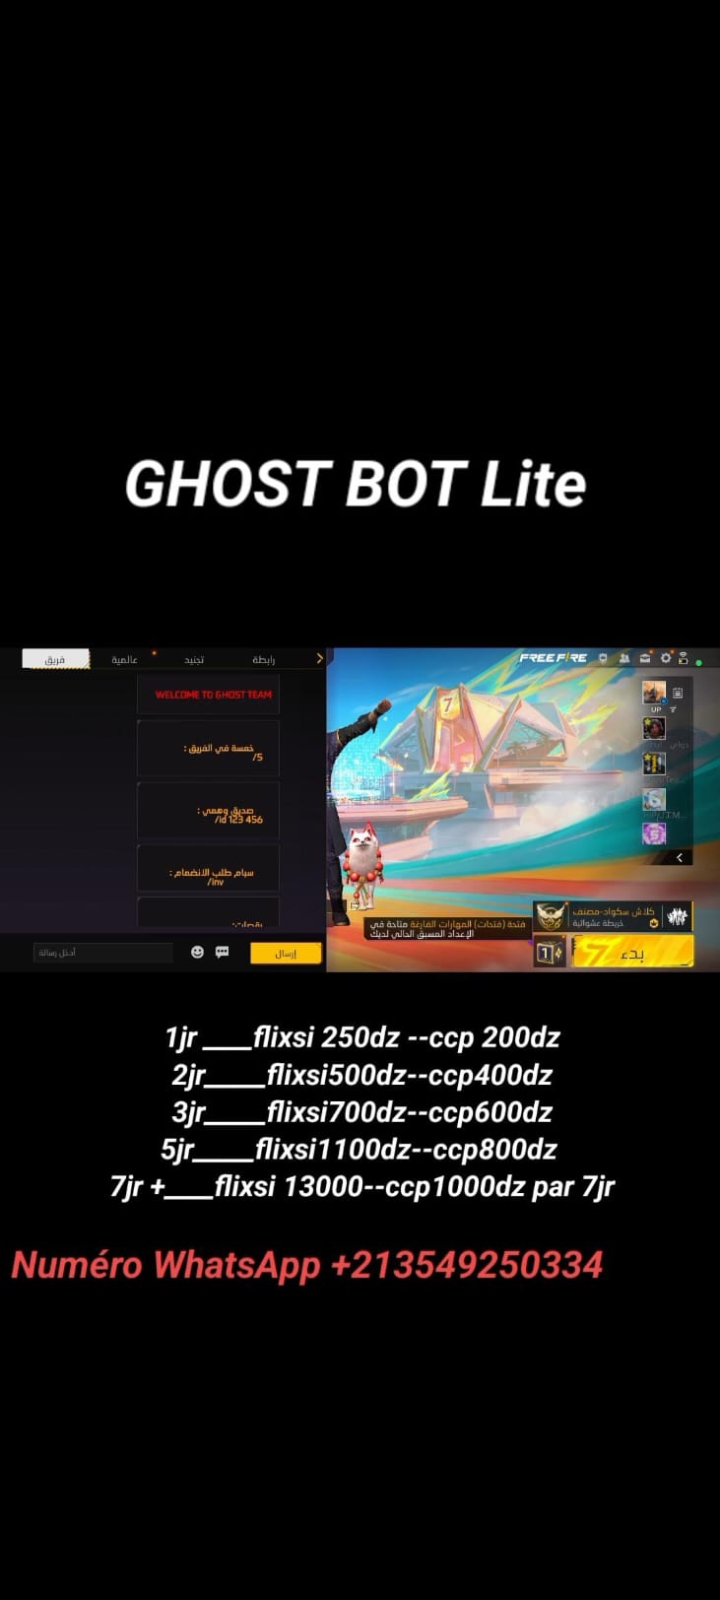 GHOST BOT Lite
فريق
عالمية
تجنيد
رابطة
WELCOME TO GHOST TEAM
خمسة في الفريق :
/5
صديق وهمي :
/id 123 456
سبام طلب الانضمام :
/inv
رقصات:
أدخل رسالة
إرسال
FREE FIRE
7
UP
كلاش سكواد-مصنف
خريطة عشوائية
فتحة (فتحات) المهارات الفارغة متاحة في
الإعداد المسبق الحالي لديك
1
بدء
1jr ____flixsi 250dz --ccp 200dz
2jr_____flixsi500dz--ccp400dz
3jr_____flixsi700dz--ccp600dz
5jr_____flixsi1100dz--ccp800dz
7jr +____flixsi 13000--ccp1000dz par 7jr
Numéro WhatsApp +213549250334